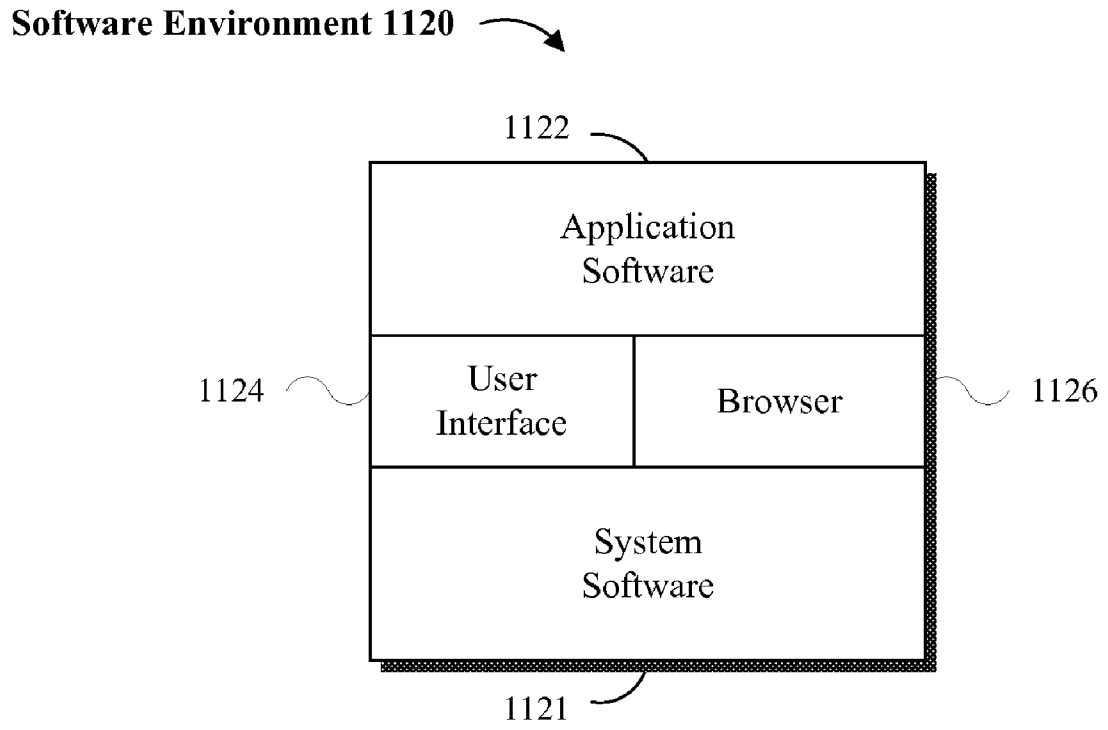 Software Environment 1120
1122
Application
Software
1124
User
Interface
Browser
1126
System
Software
1121